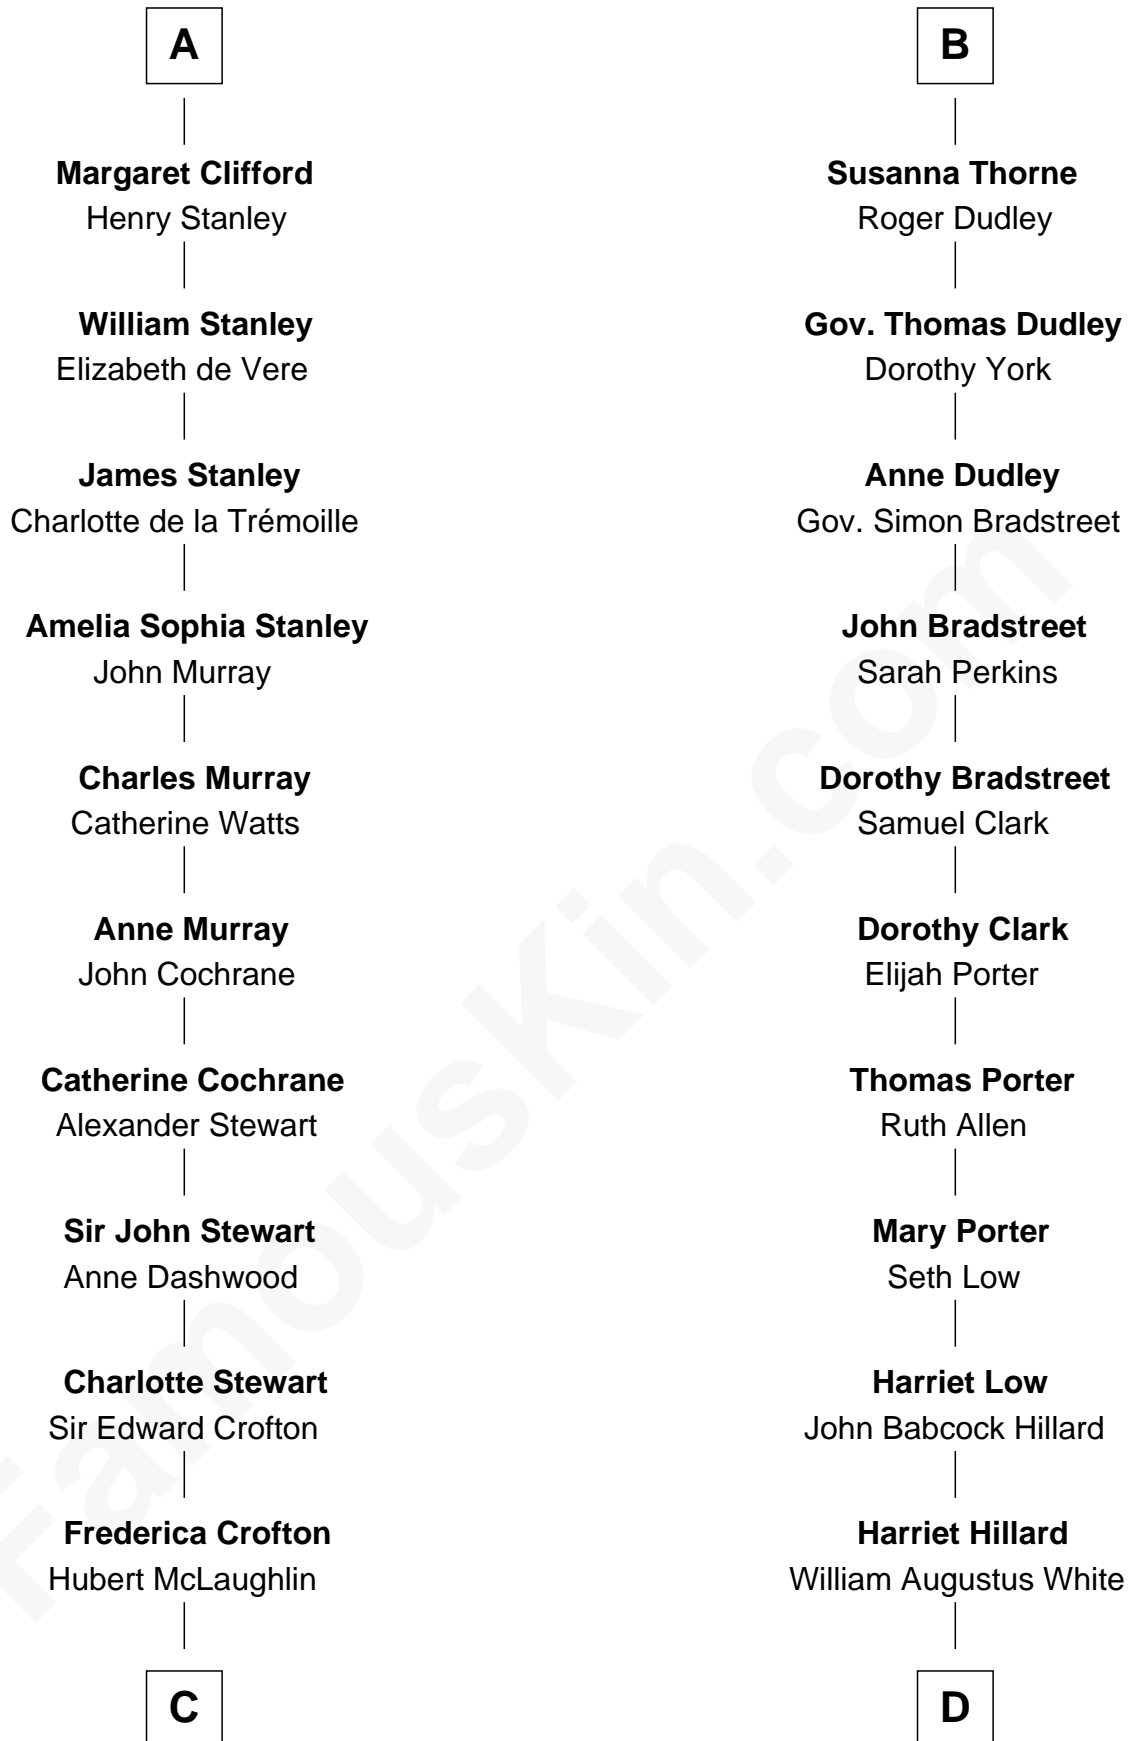 A
Margaret Clifford
Henry Stanley
William Stanley
Elizabeth de Vere
James Stanley
Charlotte de la Trémoille
Amelia Sophia Stanley
John Murray
Charles Murray
Catherine Watts
Anne Murray
John Cochrane
Catherine Cochrane
Alexander Stewart
Sir John Stewart
Anne Dashwood
Charlotte Stewart
Sir Edward Crofton
Frederica Crofton
Hubert McLaughlin
C
B
Susanna Thorne
Roger Dudley
Gov. Thomas Dudley
Dorothy York
Anne Dudley
Gov. Simon Bradstreet
John Bradstreet
Sarah Perkins
Dorothy Bradstreet
Samuel Clark
Dorothy Clark
Elijah Porter
Thomas Porter
Ruth Allen
Mary Porter
Seth Low
Harriet Low
John Babcock Hillard
Harriet Hillard
William Augustus White
D
FamousKin.com